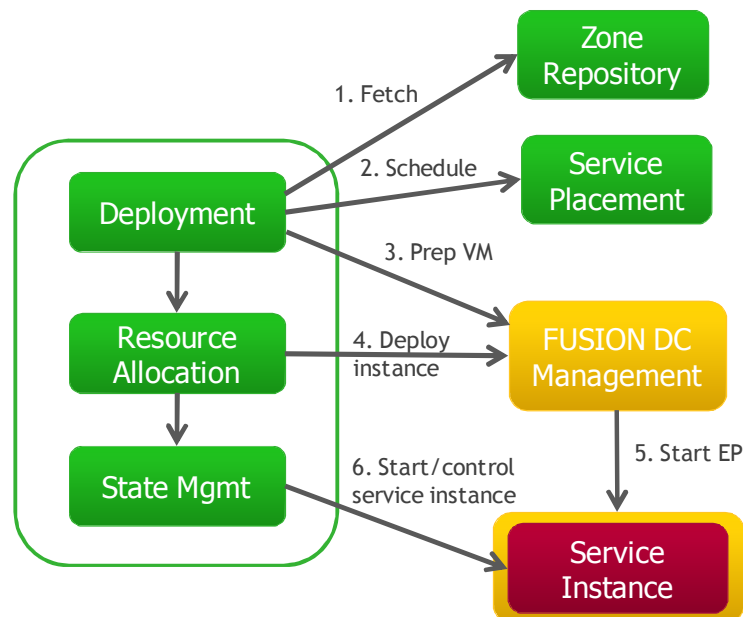 Zone
Repository
1. Fetch
2. Schedule
Service
Placement
Deployment
3. Prep VM
Resource
Allocation
4. Deploy
instance
FUSION DC
Management
5. Start EP
State Mgmt
6. Start/control
service instance
Service
Instance